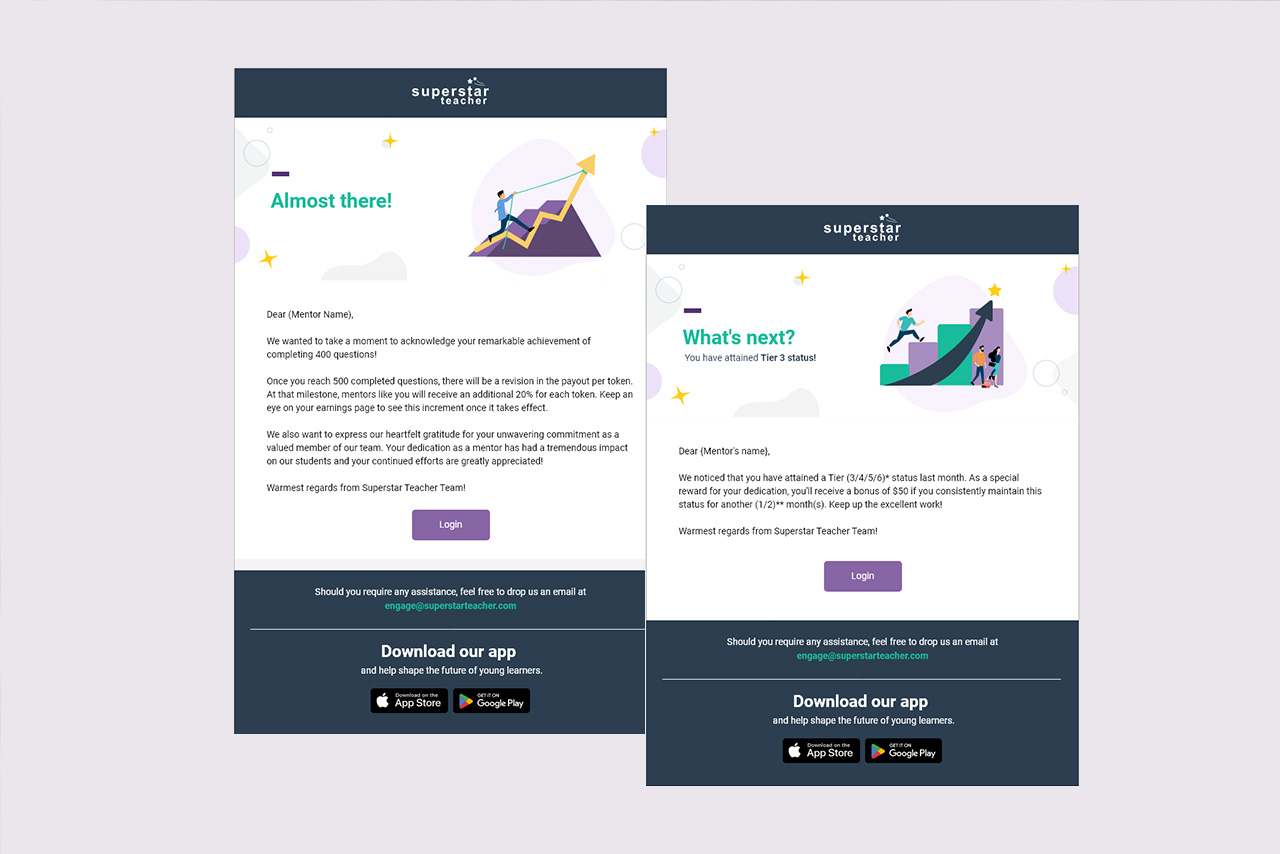 superstar
teacher
Almost there!
Dear (Mentor Name),
We wanted to take a moment to acknowledge your remarkable achievement of
completing 400 questions!
Once you reach 500 completed questions, there will be a revision in the payout per token.
At that milestone, mentors like you will receive an additional 20% for each token. Keep an
eye on your earnings page to see this increment once it takes effect.
We also want to express our heartfelt gratitude for your unwavering commitment as a
valued member of our team. Your dedication as a mentor has had a tremendous impact
on our students and your continued efforts are greatly appreciated!
Warmest regards from Superstar Teacher Team!
Login
Should you require any assistance, feel free to drop us an email at
engage@superstarteacher.com
Download our app
and help shape the future of young learners.
Download on the
App Store
GET IT ON
Google Play
superstar
teacher
What's next?
You have attained Tier 3 status!
Dear {Mentor's name},
We noticed that you have attained a Tier (3/4/5/6)* status last month. As a special
reward for your dedication, you'll receive a bonus of $50 if you consistently maintain this
status for another (1/2)** month(s). Keep up the excellent work!
Warmest regards from Superstar Teacher Team!
Login
Should you require any assistance, feel free to drop us an email at
engage@superstarteacher.com
Download our app
and help shape the future of young learners.
Download on the
App Store
GET IT ON
Google Play